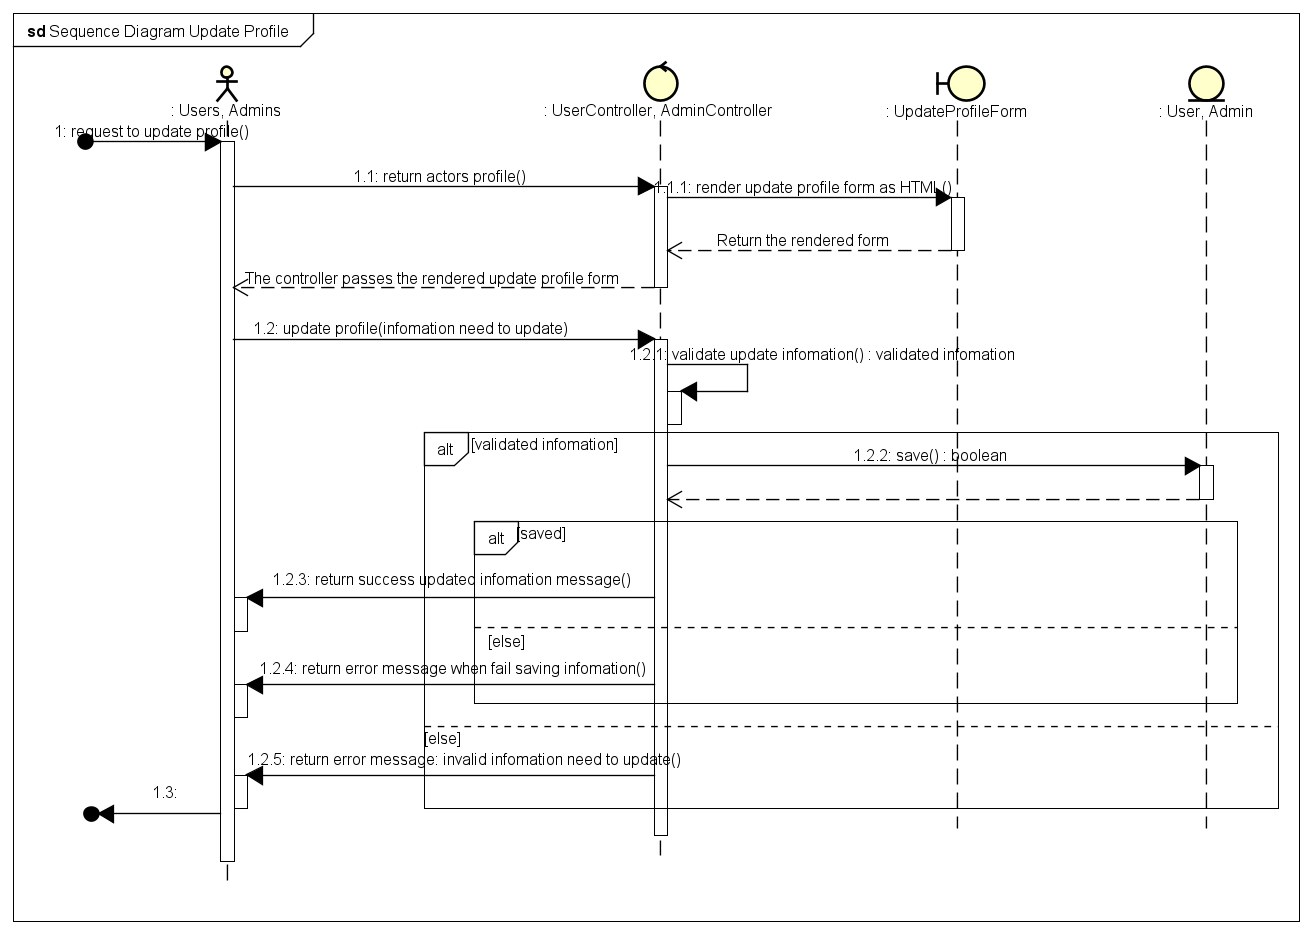 sd Sequence Diagram Update Profile
: Users, Admins
: UserController, AdminController
: UpdateProfileForm
: User, Admin
1: request to update profile()
1.1: return actors profile()
1.1.1: render update profile form as HTML()
Return the rendered form
The controller passes the rendered update profile form
1.2: update profile(infomation need to update)
1.2.1: validate update infomation() : validated infomation
alt
[validated infomation]
1.2.2: save() : boolean
alt
[saved]
1.2.3: return success updated infomation message()
[else]
1.2.4: return error message when fail saving infomation()
[else]
1.2.5: return error message: invalid infomation need to update()
1.3: